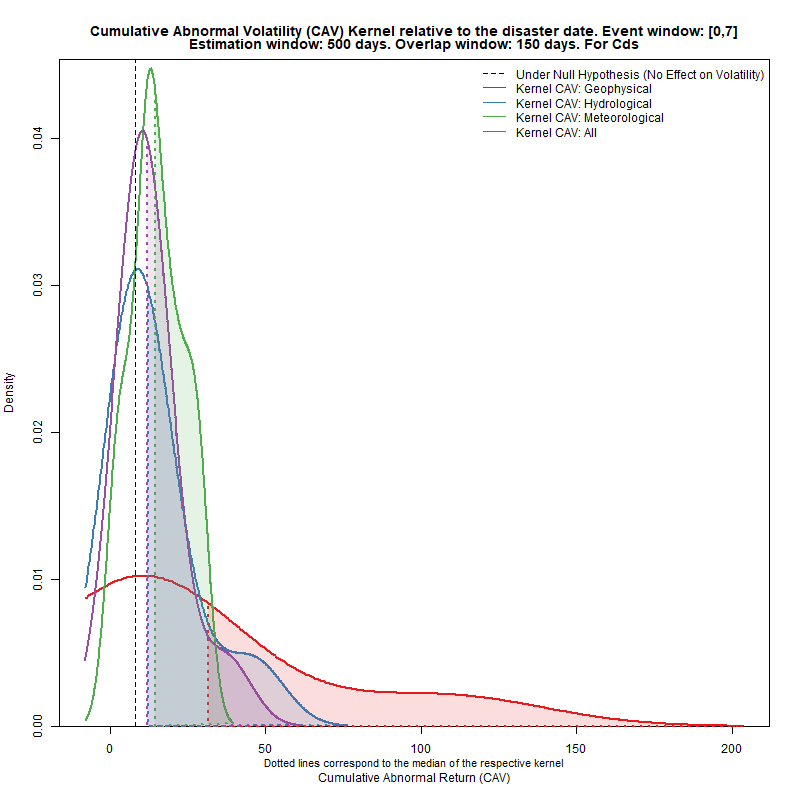 Cumulative Abnormal Volatility (CAV) Kernel relative to the disaster date. Event window: [0,7]
Estimation window: 500 days. Overlap window: 150 days. For Cds
Under Null Hypothesis (No Effect on Volatility)
Kernel CAV: Geophysical
Kernel CAV: Hydrological
Kernel CAV: Meteorological
Kernel CAV: All
0.04
0.03
0.02
0.01
0.00
Density
0 50 100 150 200
Dotted lines correspond to the median of the respective kernel
Cumulative Abnormal Return (CAV)